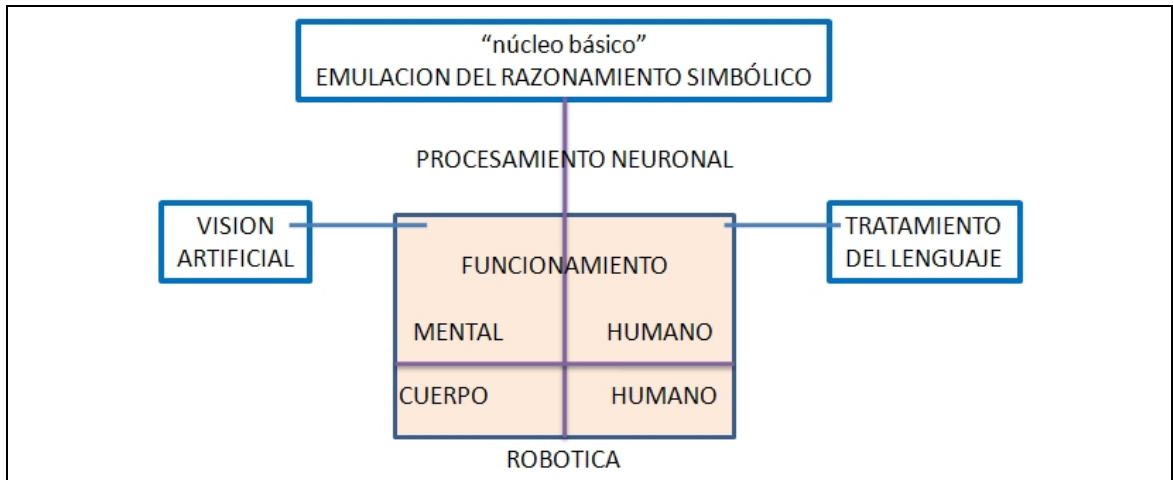 “núcleo básico”
EMULACION DEL RAZONAMIENTO SIMBÓLICO
PROCESAMIENTO NEURONAL
VISION
ARTIFICIAL
TRATAMIENTO
DEL LENGUAJE
FUNCIONAMIENTO
MENTAL HUMANO
CUERPO HUMANO
ROBOTICA